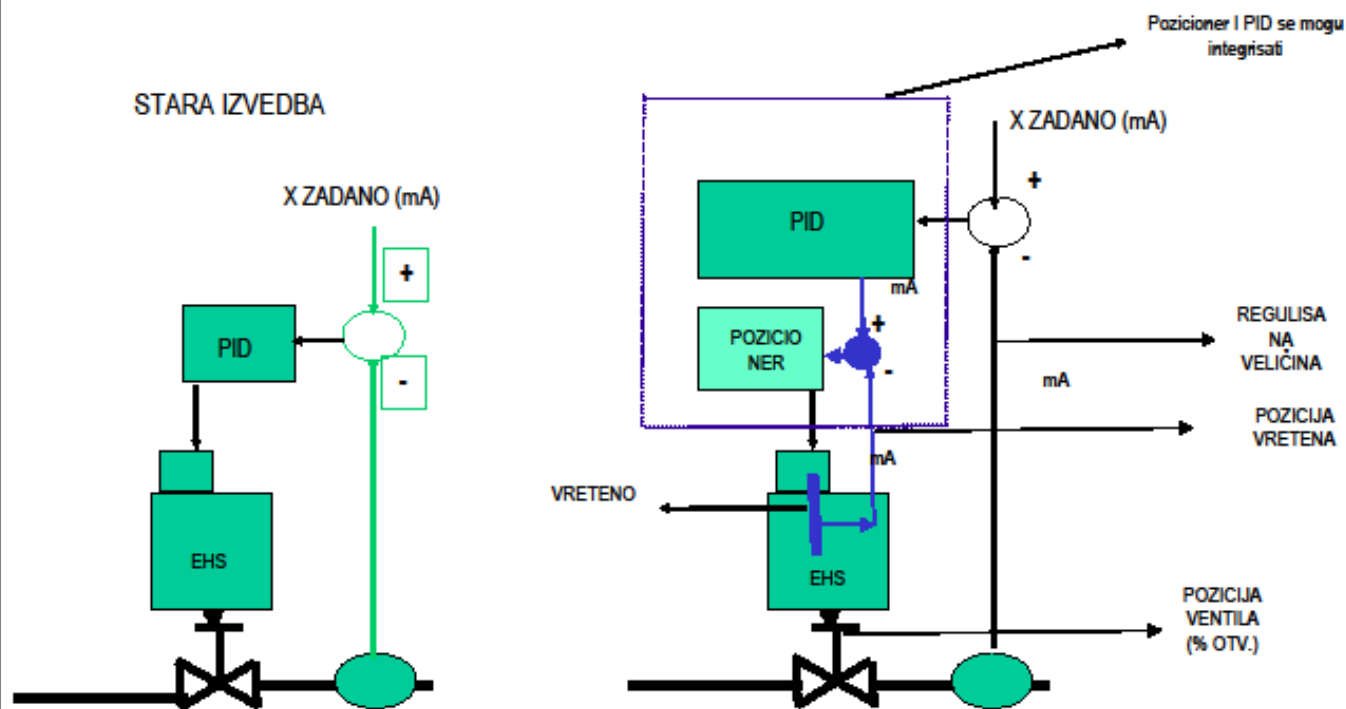 Pozicioner I PID se mogu
integrisati
STARA IZVEDBA
X ZADANO (mA)
+
-
PID
EHS
X ZADANO (mA)
+
-
PID
mA
+
-
POZICIO
NER
mA
VRETENO
EHS
REGULISA
NA
VELIČINA
mA
POZICIJA
VRETENA
POZICIJA
VENTILA
(% OTV.)